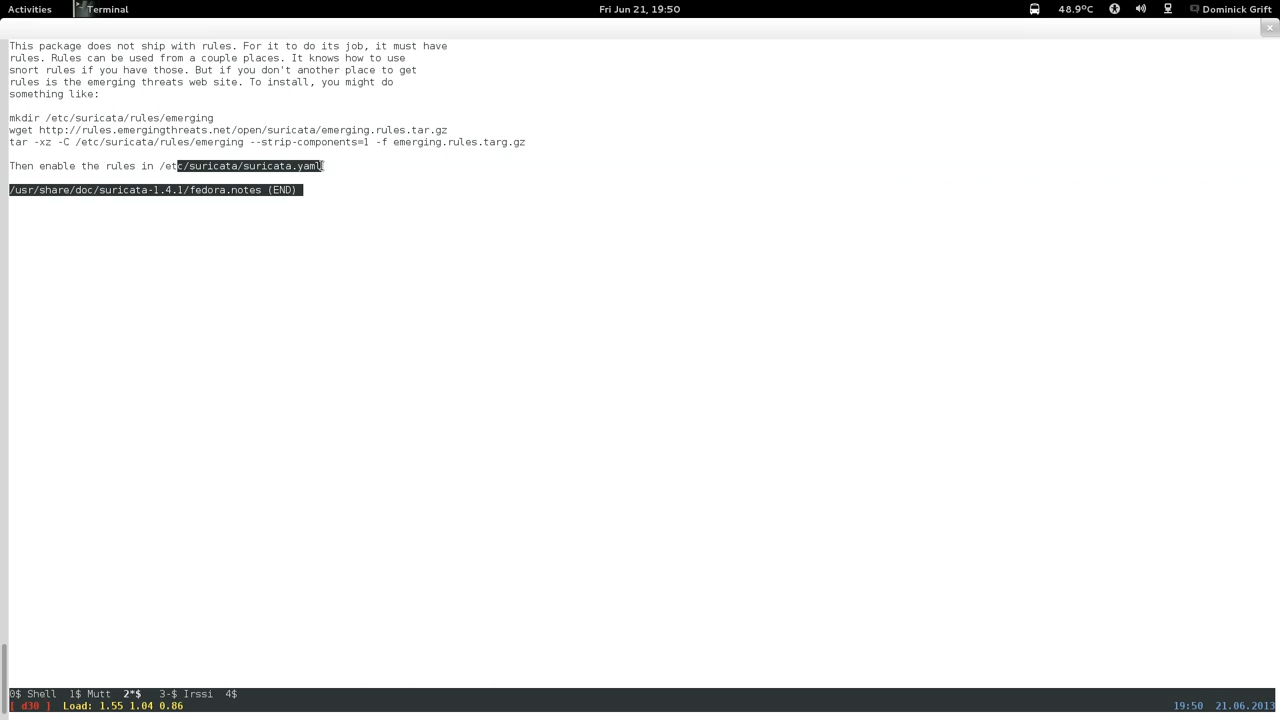 Activities Terminal Fri Jun 21, 19:50 48.9°C Dominick Grift
This package does not ship with rules. For it to do its job, it must have
rules. Rules can be used from a couple places. It knows how to use
snort rules if you have those. But if you don't another place to get
rules is the emerging threats web site. To install, you might do
something like:
mkdir /etc/suricata/rules/emerging
wget http://rules.emergingthreats.net/open/suricata/emerging.rules.tar.gz
tar -xz -C /etc/suricata/rules/emerging --strip-components=1 -f emerging.rules.targ.gz
Then enable the rules in /etc/suricata/suricata.yaml
/usr/share/doc/suricata-1.4.1/fedora.notes (END)
0$ Shell 1$ Mutt 2*$ 3-$ Irssi 4$
[ d30 ] Load: 1.55 1.04 0.86 19:50 21.06.2013